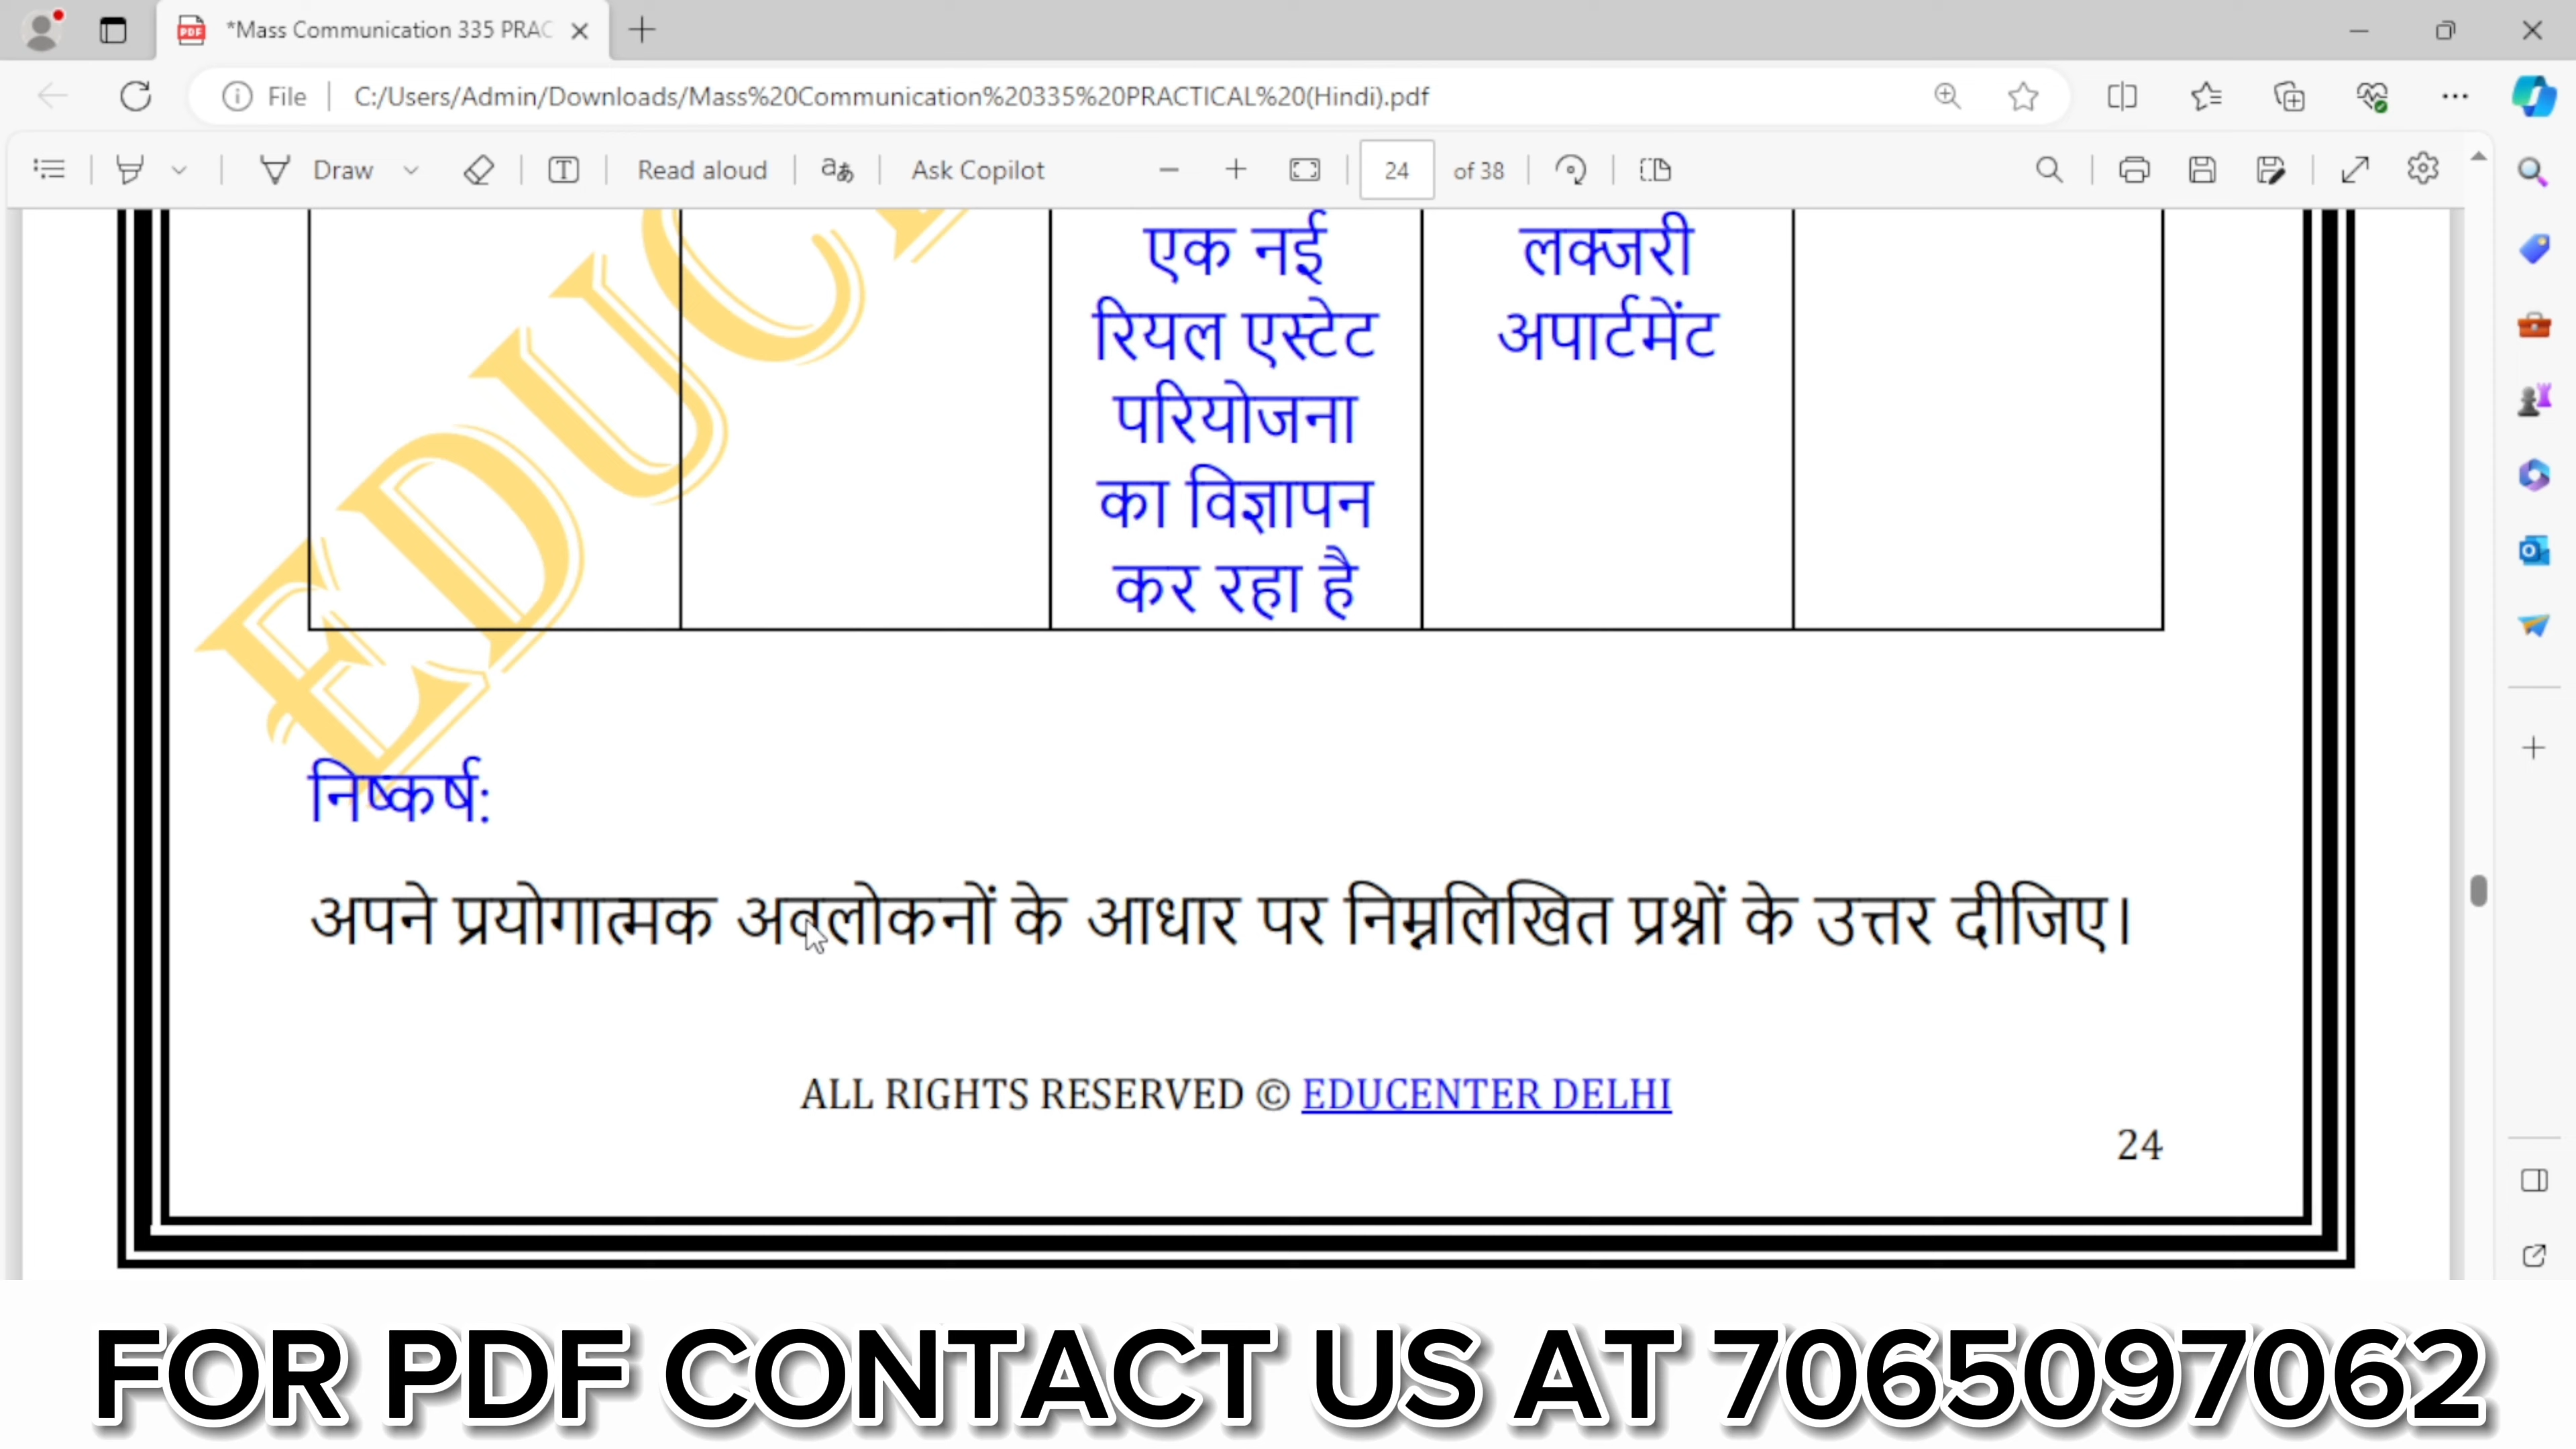 *Mass Communication 335 PRAC
File
C:/Users/Admin/Downloads/Mass%20Communication%20335%20PRACTICAL%20(Hindi).pdf
Draw
Read aloud
aあ
Ask Copilot
24 of 38
एक नई
रियल एस्टेट
परियोजना
का विज्ञापन
कर रहा है
लक्जरी
अपार्टमेंट
EDUC
निष्कर्ष:
अपने प्रयोगात्मक अवलोकनों के आधार पर निम्नलिखित प्रश्नों के उत्तर दीजिए।
ALL RIGHTS RESERVED © EDUCENTER DELHI
24
FOR PDF CONTACT US AT 7065097062